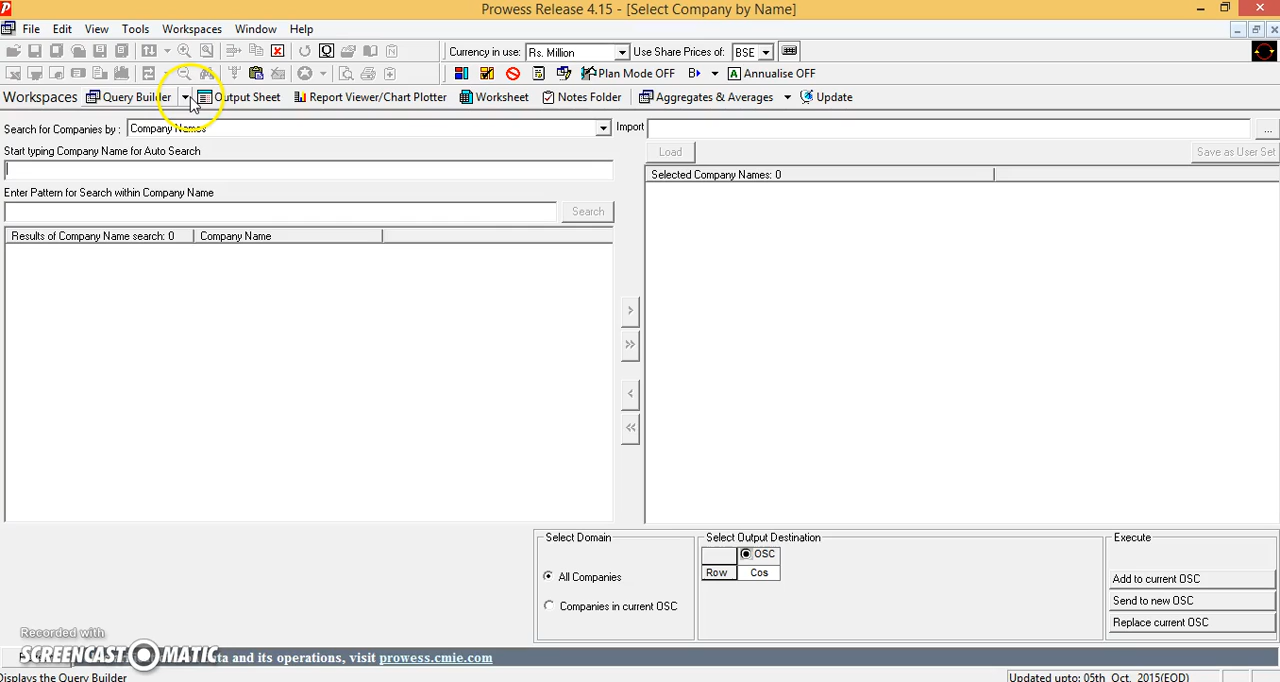 Prowess Release 4.15 - [Select Company by Name]
File Edit View Tools Workspaces Window Help
Currency in use: Rs. Million Use Share Prices of: BSE
Plan Mode OFF B A Annualise OFF
Workspaces Query Builder Output Sheet Report Viewer/Chart Plotter Worksheet Notes Folder Aggregates & Averages Update
Search for Companies by : Company Names Import ...
Start typing Company Name for Auto Search Load Save as User Set
Selected Company Names: 0
Enter Pattern for Search within Company Name
Search
Results of Company Name search: 0 Company Name
>
>>
<
<<
Select Domain Select Output Destination Execute
OSC
Row Cos
All Companies
Companies in current OSC
Add to current OSC
Send to new OSC
Replace current OSC
Recorded with
SCREENCAST MATIC
ta and its operations, visit prowess.cmie.com
Displays the Query Builder Updated upto: 05th Oct, 2015(EOD)